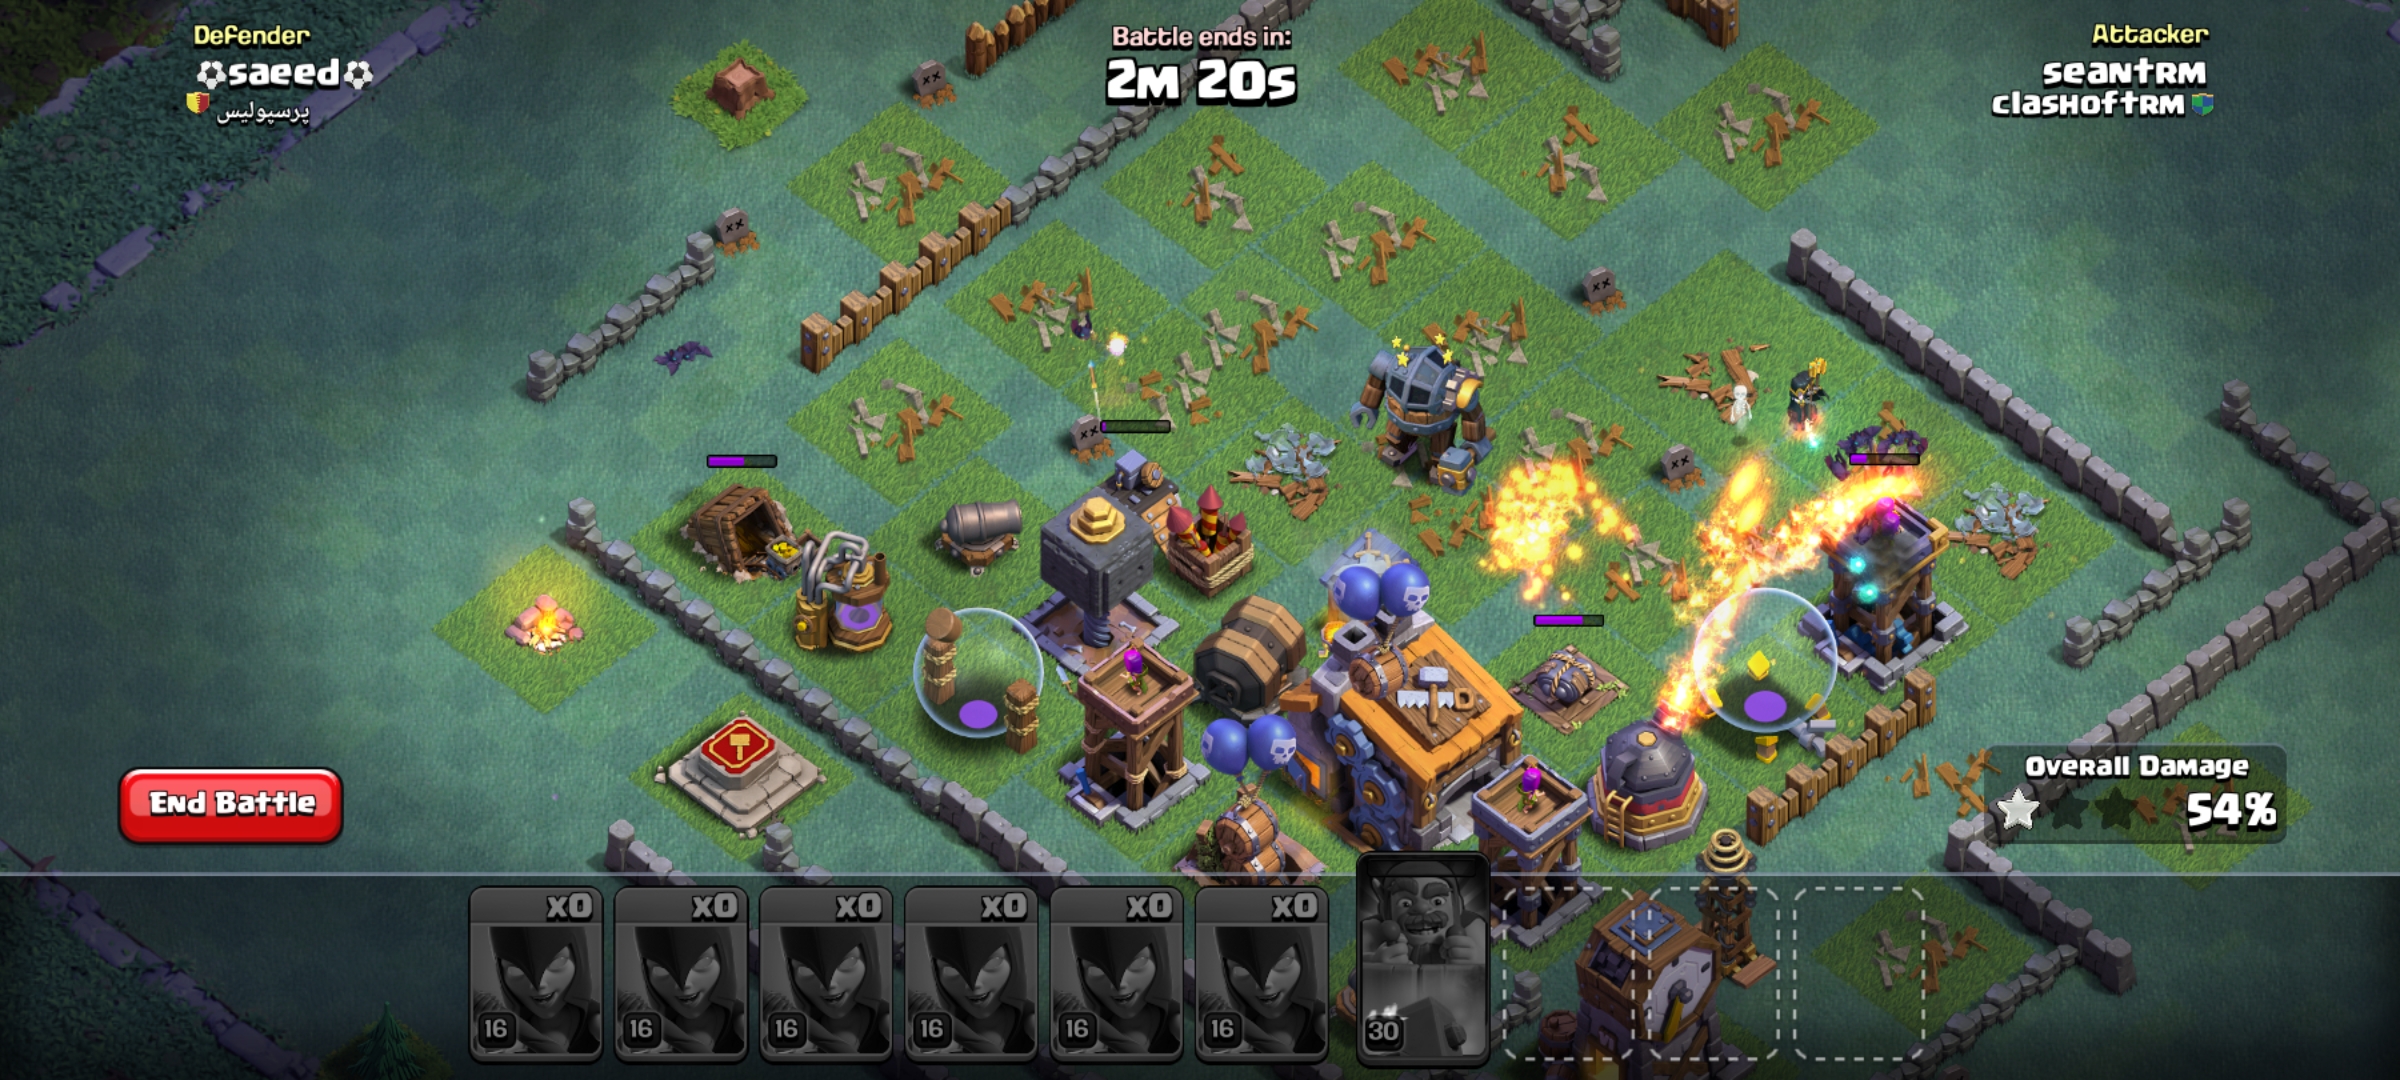 Defender
saeed
پرسپولیس
Battle ends in:
2M 20s
Attacker
seantRM
clashoftRM
End Battle
Overall Damage
54%
x0
x0
x0
x0
x0
x0
16
16
16
16
16
16
30